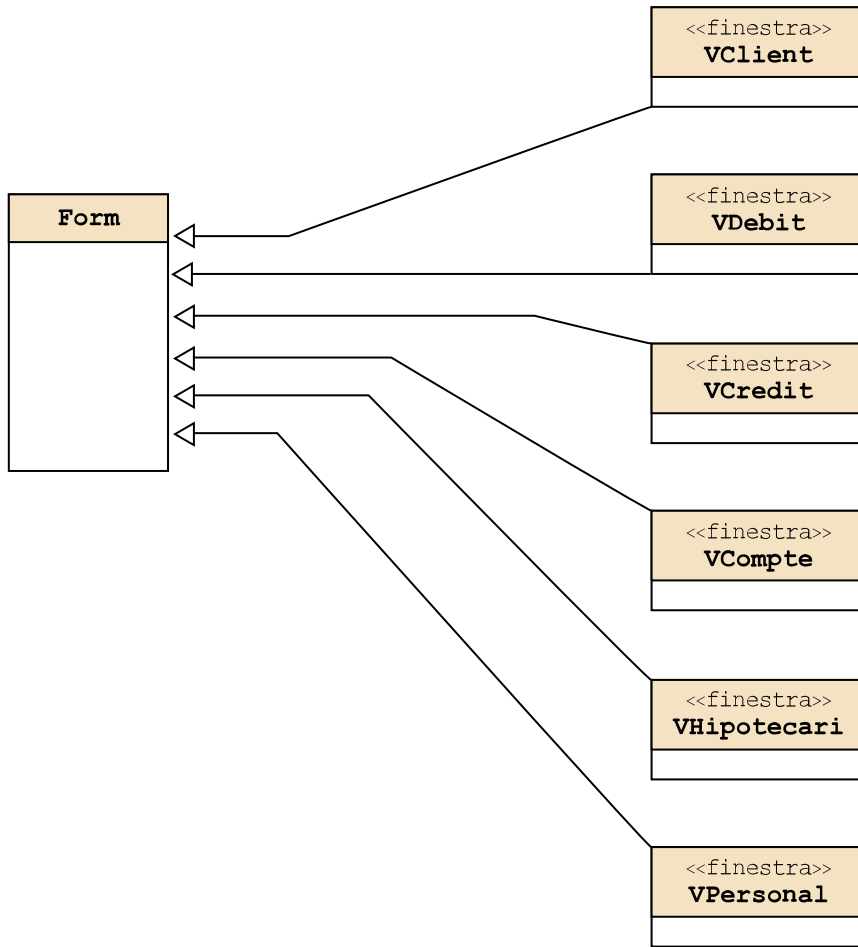 <<finestra>>
VClient
Form
<<finestra>>
VDebit
<<finestra>>
VCredit
<<finestra>>
VCompte
<<finestra>>
VHipotecari
<<finestra>>
VPersonal